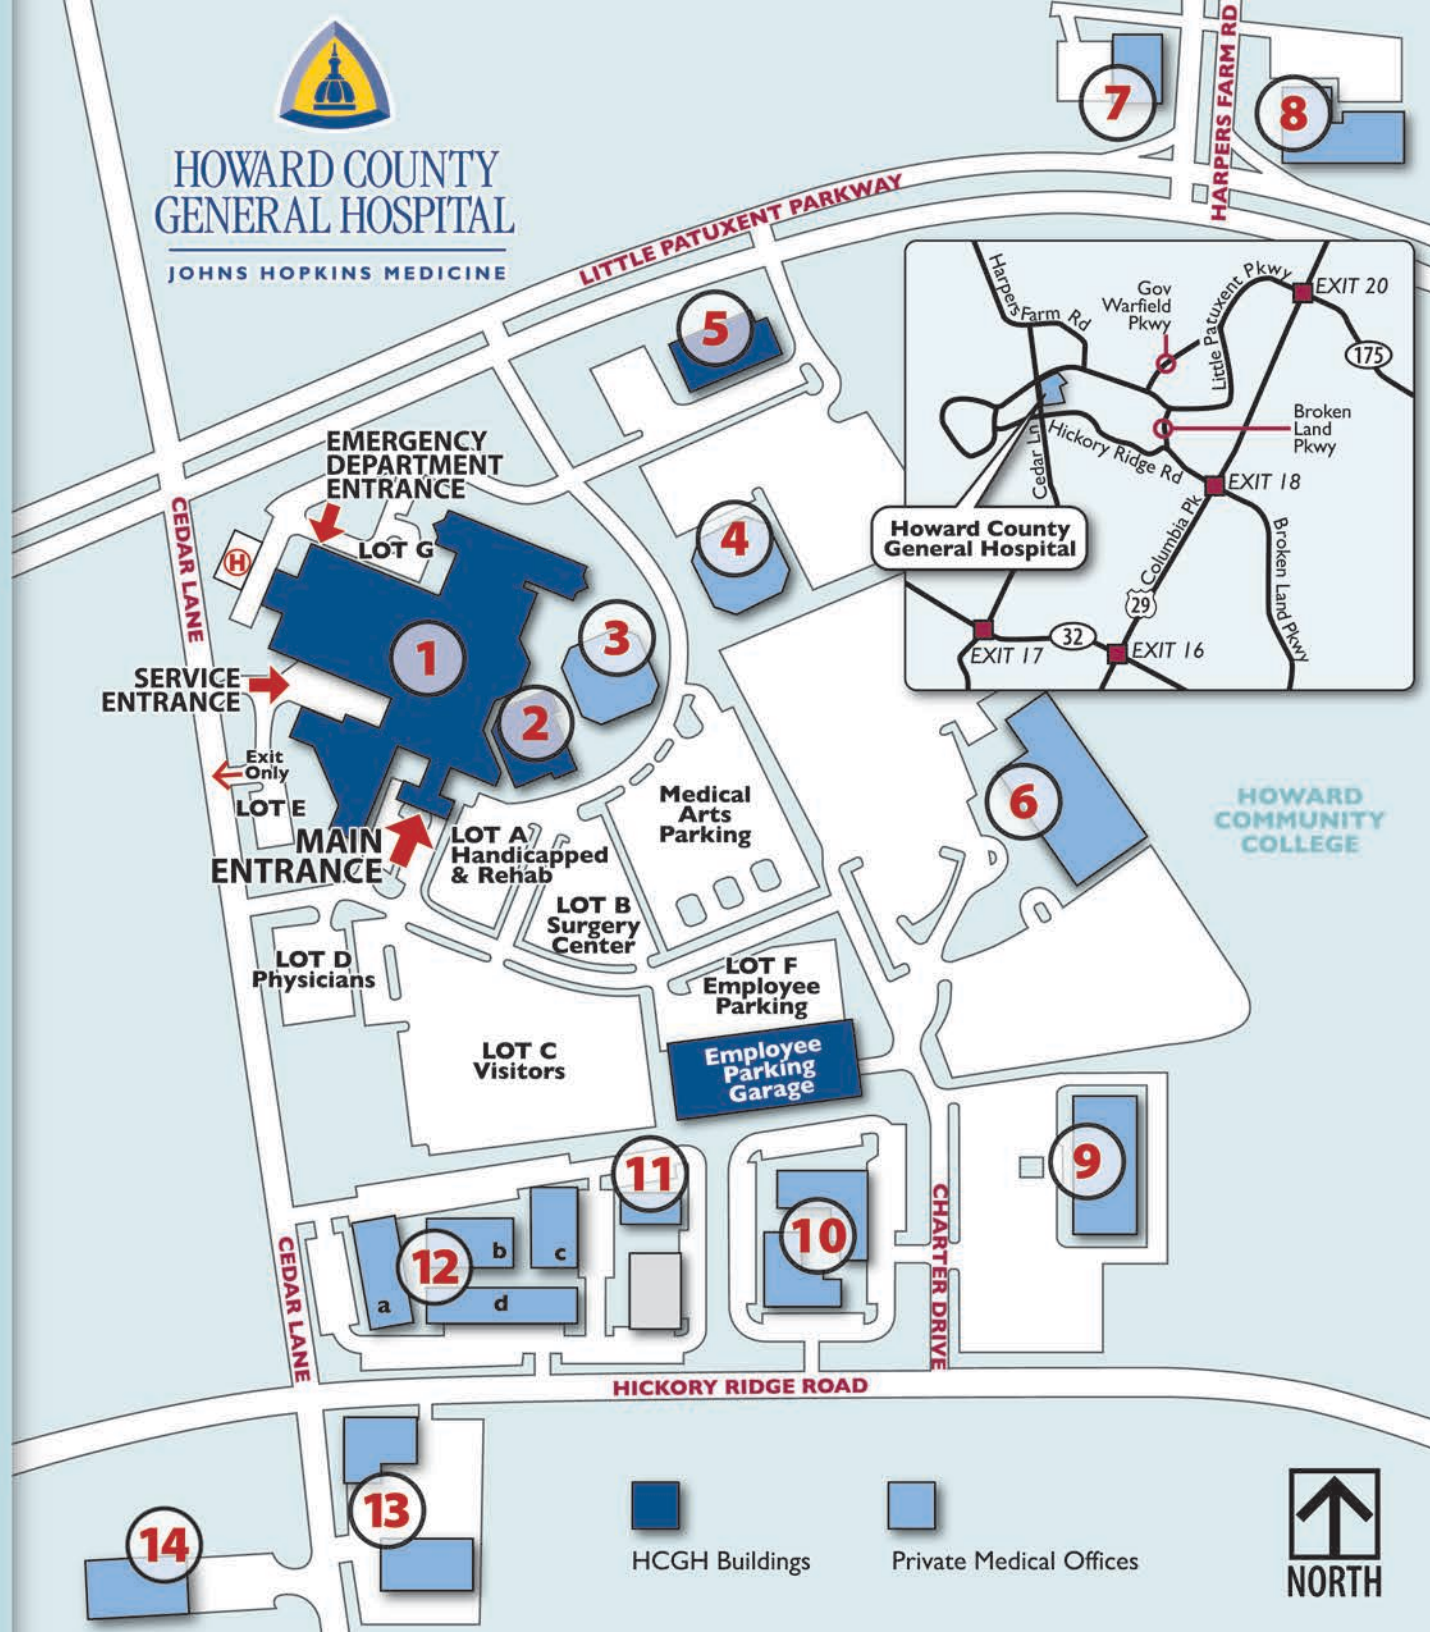 HOWARD COUNTY
GENERAL HOSPITAL
JOHNS HOPKINS MEDICINE
7
8
HARPERS FARM RD
LITTLE PATUXENT PARKWAY
5
Harpers Farm Rd
Gov
Warfield
Pkwy
Little Patuxent Pkwy
EXIT 20
175
Broken
Land
Pkwy
Cedar Ln
Hickory Ridge Rd
EXIT 18
Howard County
General Hospital
Columbia Pk
Broken Land Pkwy
29
32
EXIT 17
EXIT 16
EMERGENCY
DEPARTMENT
ENTRANCE
LOT G
H
CEDAR LANE
4
3
1
2
SERVICE
ENTRANCE
Exit
Only
LOT E
MAIN
ENTRANCE
LOT A
Handicapped
& Rehab
Medical
Arts
Parking
6
HOWARD
COMMUNITY
COLLEGE
LOT B
Surgery
Center
LOT D
Physicians
LOT F
Employee
Parking
LOT C
Visitors
Employee
Parking
Garage
11
9
10
12
a
b
c
d
CEDAR LANE
CHARTER DRIVE
HICKORY RIDGE ROAD
13
14
HCGH Buildings
Private Medical Offices
NORTH